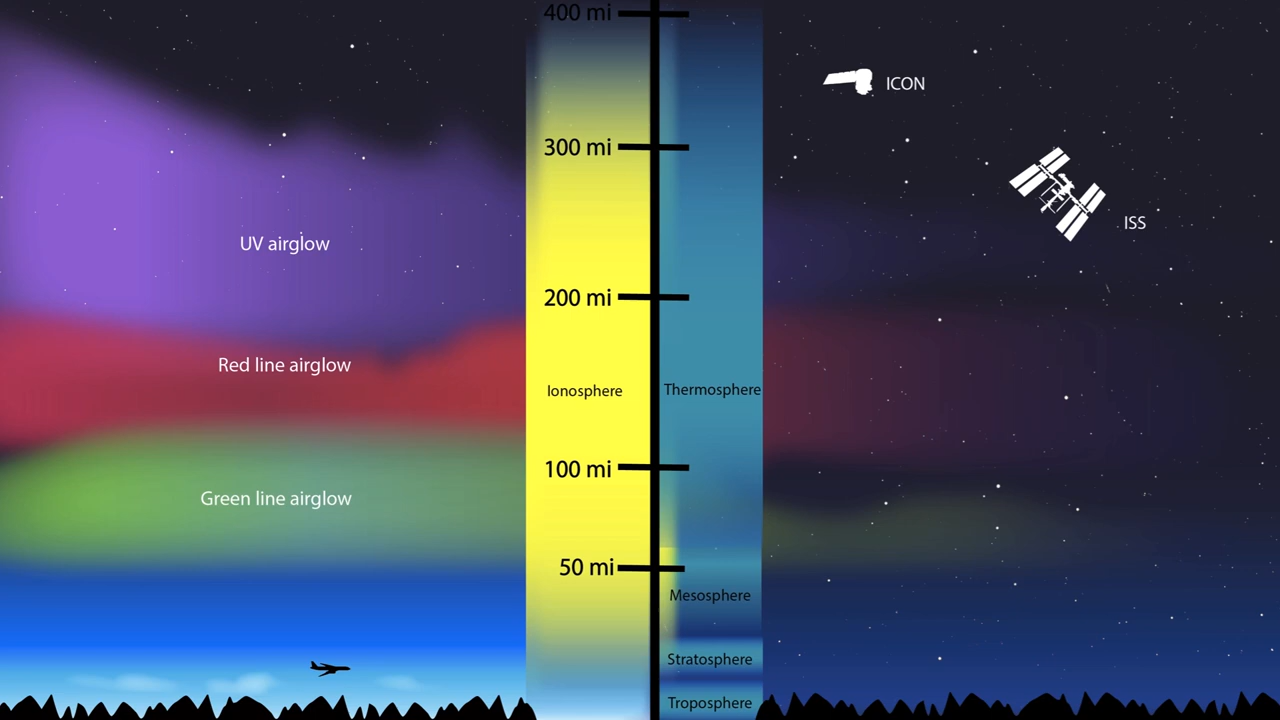 400 mi
ICON
300 mi
ISS
UV airglow
200 mi
Red line airglow
Ionosphere
Thermosphere
100 mi
Green line airglow
50 mi
Mesosphere
Stratosphere
Troposphere